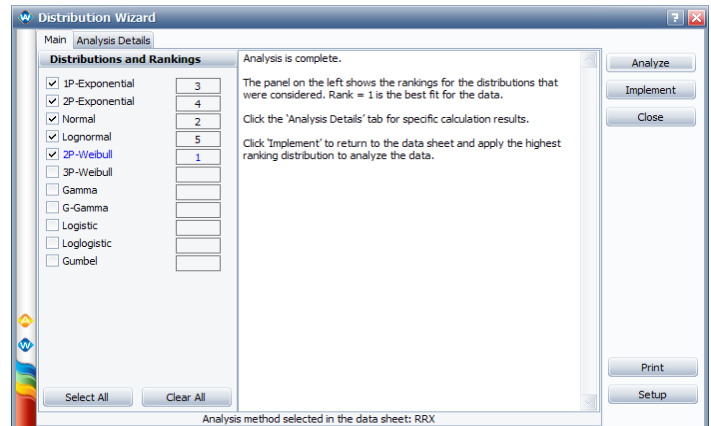 Distribution Wizard
Main Analysis Details
Distributions and Rankings
1P-Exponential 3
2P-Exponential 4
Normal 2
Lognormal 5
2P-Weibull 1
3P-Weibull
Gamma
G-Gamma
Logistic
Loglogistic
Gumbel
Select All Clear All
Analysis is complete.
The panel on the left shows the rankings for the distributions that
were considered. Rank = 1 is the best fit for the data.
Click the 'Analysis Details' tab for specific calculation results.
Click 'Implement' to return to the data sheet and apply the highest
ranking distribution to analyze the data.
Analyze
Implement
Close
Print
Setup
Analysis method selected in the data sheet: RRX